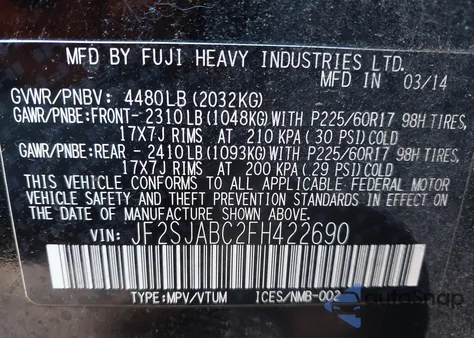 MFD BY FUJI HEAVY INDUSTRIES LTD.
03/14
GVWR/PNBV: 4480LB (2032KG)
GAWR/PNBE:FRONT-2310LB (1048KG)WITH P225/60R17 98H TIRES,
17X7J RIMS AT 210 KPA (30 PSI)COLD
GAWR/PNBE:REAR -2410LB (1093KG)WITH P225/60R17 98H TIRES,
17X7J RIMS AT 200 KPA (29 PSI)COLD
THIS VEHICLE CONFORMS TO ALL APPLICABLE FEDERAL MOTOR
VEHICLE SAFETY AND THEFT PREVENTION STANDARDS IN EFFECT
ON THE DATE OF MANUFACTURE SHOWN ABOVE.
VIN: JF2SJABC2FH422690
TYPE:MPV/VTUM ICES/NMB-002
AutoSnap